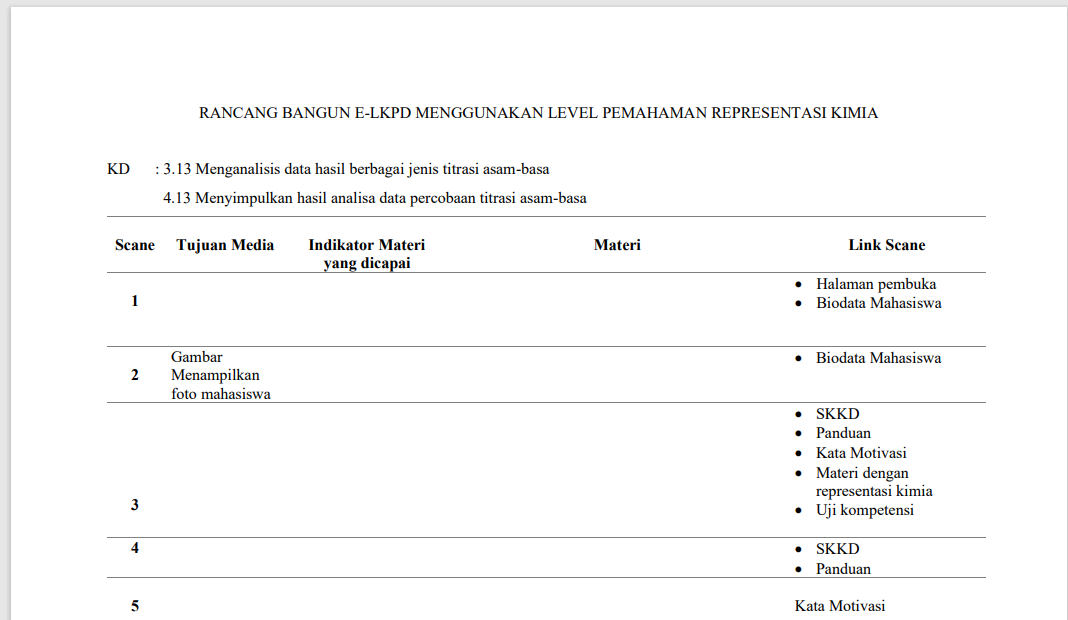 RANCANG BANGUN E-LKPD MENGGUNAKAN LEVEL PEMAHAMAN REPRESENTASI KIMIA
KD : 3.13 Menganalisis data hasil berbagai jenis titrasi asam-basa
4.13 Menyimpulkan hasil analisa data percobaan titrasi asam-basa
Scane Tujuan Media Indikator Materi Materi Link Scane
yang dicapai
• Halaman pembuka
1 • Biodata Mahasiswa
Gambar • Biodata Mahasiswa
2 Menampilkan
foto mahasiswa
• SKKD
• Panduan
• Kata Motivasi
• Materi dengan
representasi kimia
3 • Uji kompetensi
4 • SKKD
• Panduan
5 Kata Motivasi